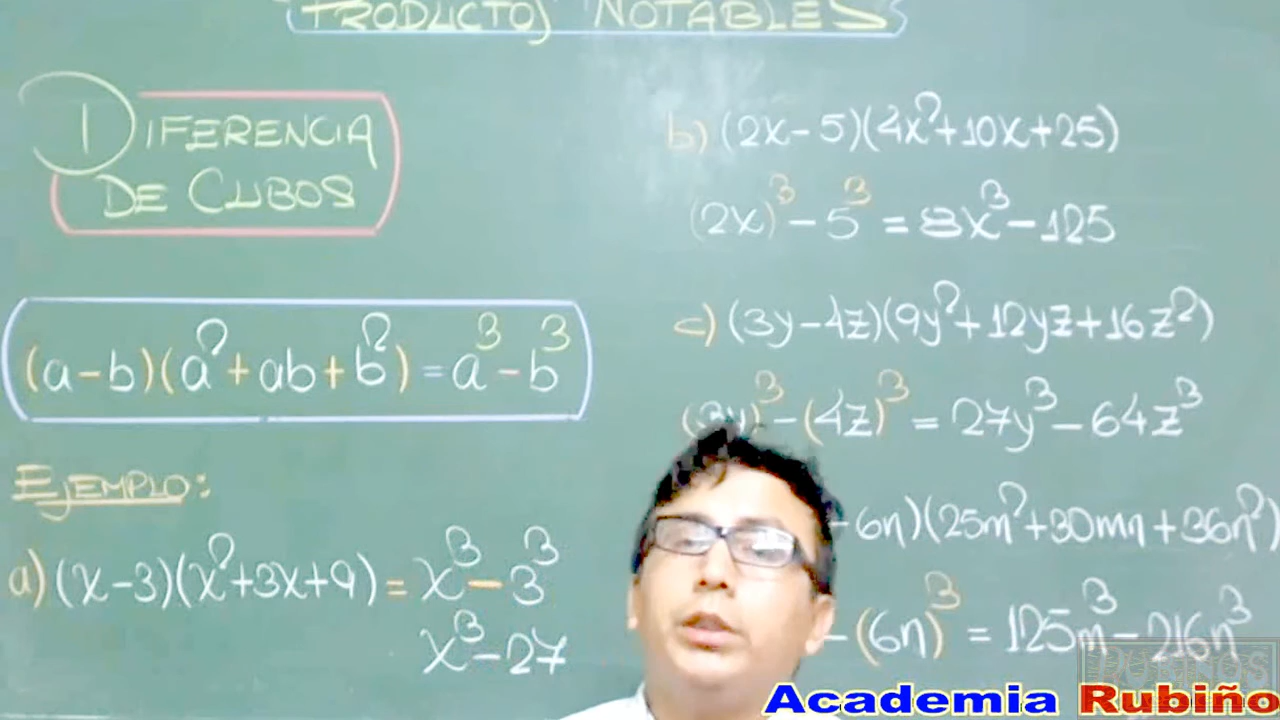 PRODUCTOS NOTABLES
DIFERENCIA
DE CUBOS
(a-b)(a²+ab+b²)=a³-b³
EJEMPLO:
a) (x-3)(x²+3x+9)=x³-3³
x³-27
b) (2x-5)(4x²+10x+25)
(2x)³-5³=8x³-125
c) (3y-4z)(9y²+12yz+16z²)
(3y)³-(4z)³=27y³-64z³
-6n)(25m²+30mn+36n²)
-(6n)³=125m³-216n³
Academia Rubiño